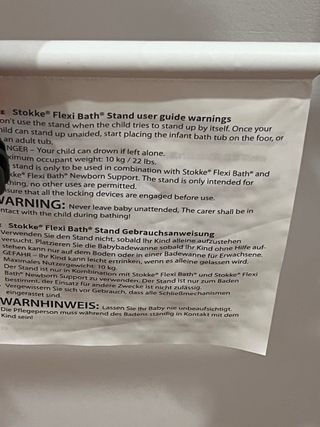 Stokke® Flexi Bath® Stand user guide warnings
on't use the stand when the child tries to stand up by itself. Once your
hild can stand up unaided, start placing the infant bath tub on the floor, or
an adult tub.
NGER – Your child can drown if left alone.
ximum occupant weight: 10 kg / 22 lbs.
stand is only to be used in combination with Stokke® Flexi Bath® and
kke® Flexi Bath® Newborn Support. The stand is only intended for
thing, no other uses are permitted.
sure all the locking devices are engaged before use.
WARNING: Never leave baby unattended, The carer shall be in
ntact with the child during bathing!
Stokke® Flexi Bath® Stand Gebrauchsanweisung
Verwenden Sie den Stand nicht, sobald Ihr Kind alleine aufzustehen
versucht. Platzieren Sie die Babybadewanne sobald Ihr Kind ohne Hilfe auf-
stehen kann nur auf dem Boden oder in einer Badewanne für Erwachsene.
GEFAHR – Ihr Kind kann leicht ertrinken, wenn es alleine gelassen wird.
Maximales Nutzergewicht: 10 kg.
Der Stand ist nur in Kombination mit Stokke® Flexi Bath® und Stokke® Flexi
Bath® Newborn Support zu verwenden. Der Stand ist nur zum Baden
bestimmt, der Einsatz für andere Zwecke ist nicht zulässig.
Vergewissern Sie sich vor Gebrauch, dass alle Schließmechanismen
eingerastet sind.
WARNHINWEIS: Lassen Sie Ihr Baby nie unbeaufsichtigt.
Die Pflegeperson muss während des Badens ständig in Kontakt mit dem
Kind sein!